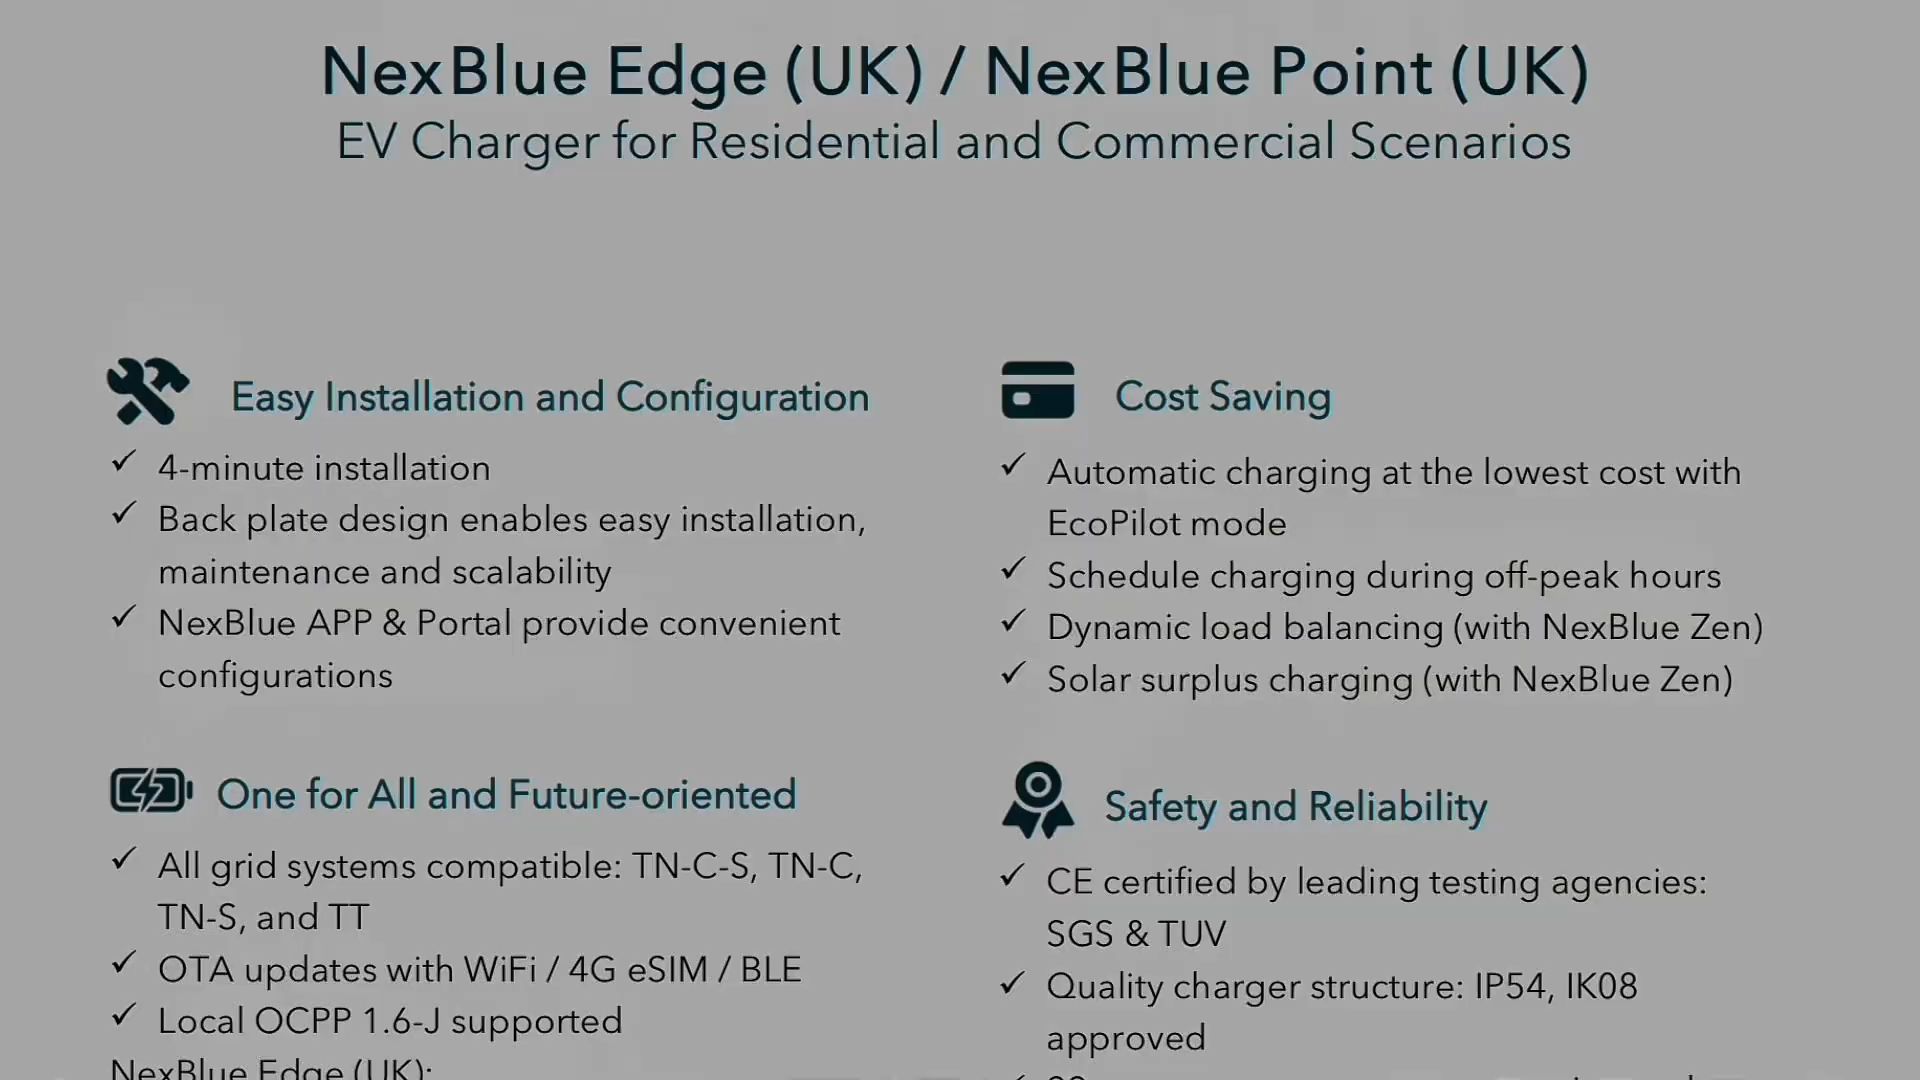 NexBlue Edge (UK) / NexBlue Point (UK)
EV Charger for Residential and Commercial Scenarios
Easy Installation and Configuration
✓ 4-minute installation
✓ Back plate design enables easy installation,
maintenance and scalability
✓ NexBlue APP & Portal provide convenient
configurations
Cost Saving
✓ Automatic charging at the lowest cost with
EcoPilot mode
✓ Schedule charging during off-peak hours
✓ Dynamic load balancing (with NexBlue Zen)
✓ Solar surplus charging (with NexBlue Zen)
One for All and Future-oriented
✓ All grid systems compatible: TN-C-S, TN-C,
TN-S, and TT
✓ OTA updates with WiFi / 4G eSIM / BLE
✓ Local OCPP 1.6-J supported
NexBlue Edge (UK):
Safety and Reliability
✓ CE certified by leading testing agencies:
SGS & TUV
✓ Quality charger structure: IP54, IK08
approved